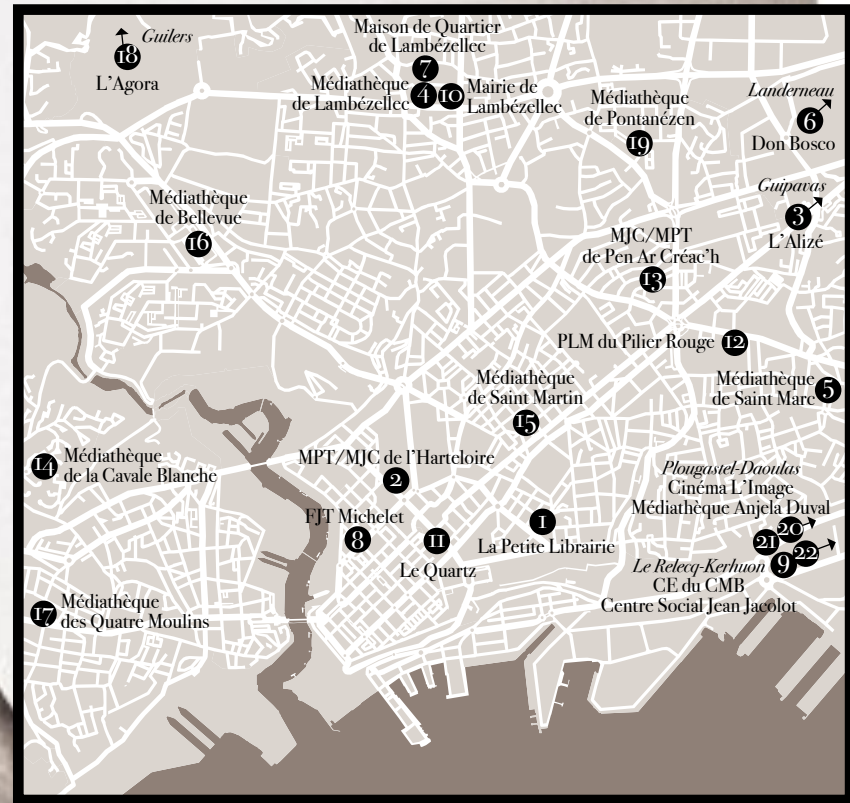 Guilers
18
L'Agora
Maison de Quartier
de Lambézellec
7
Médiathèque
de Lambézellec
4
10
Mairie de
Lambézellec
Médiathèque
de Pontanézen
19
Landerneau
6
Don Bosco
Guipavas
3
L'Alizé
Médiathèque
de Bellevue
16
MJC/MPT
de Pen Ar Créac'h
13
PLM du Pilier Rouge
12
Médiathèque
de Saint Marc
5
Médiathèque
de Saint Martin
15
14
Médiathèque
de la Cavale Blanche
MPT/MJC de l'Harteloire
2
FJT Michelet
8
11
Le Quartz
1
La Petite Librairie
Plougastel-Daoulas
Cinéma L'Image
Médiathèque Anjela Duval
20
21
22
9
Le Relecq-Kerhuon
CE du CMB
Centre Social Jean Jacolot
17
Médiathèque
des Quatre Moulins